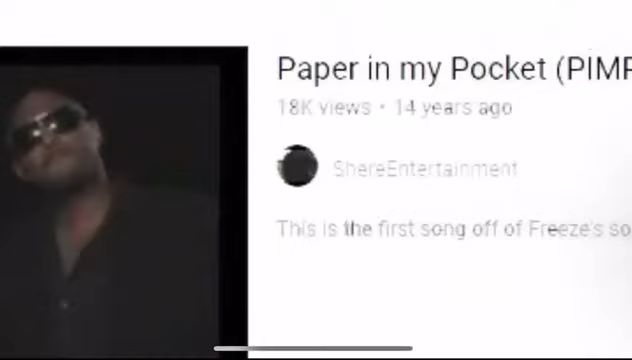 Paper in my Pocket (PIMP
18K views • 14 years ago
ShareEntertainment
This is the first song off of Freeze's so